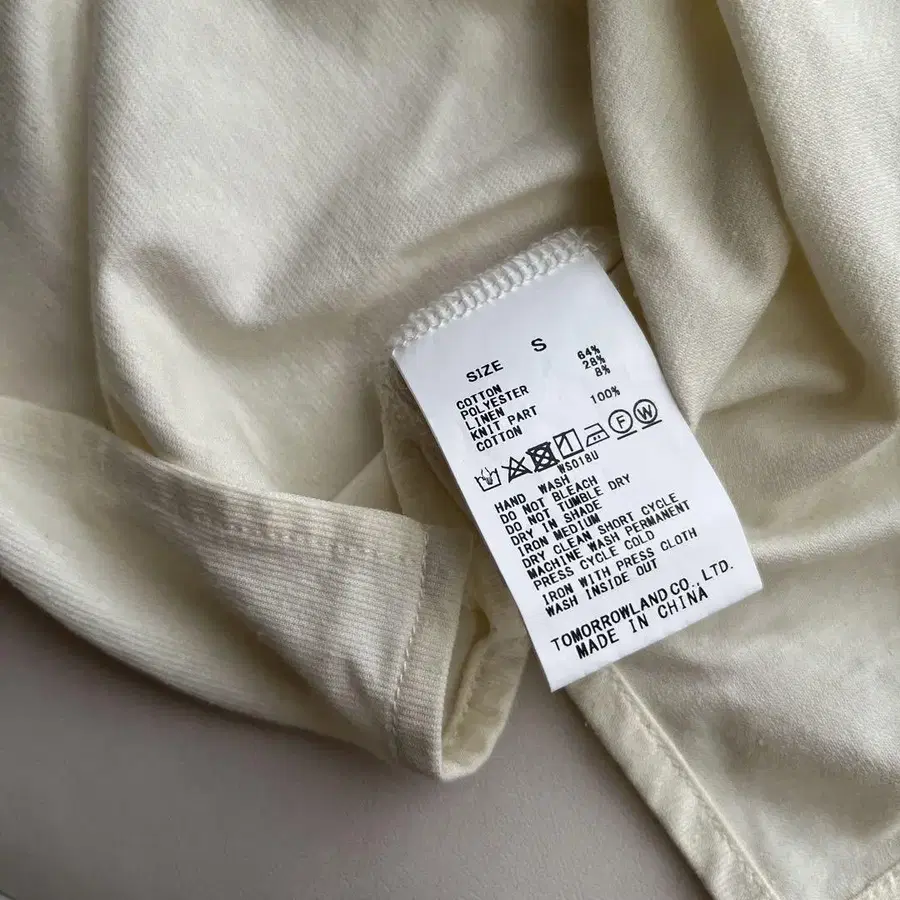 SIZE S
COTTON 64%
POLYESTER 28%
LINEN 8%
KNIT PART
COTTON 100%
F W
WS018U
HAND WASH
DO NOT BLEACH
DO NOT TUMBLE DRY
DRY IN SHADE
IRON MEDIUM
DRY CLEAN SHORT CYCLE
MACHINE WASH PERMANENT
PRESS CYCLE COLD
IRON WITH PRESS CLOTH
WASH INSIDE OUT
TOMORROWLAND CO.,LTD.
MADE IN CHINA